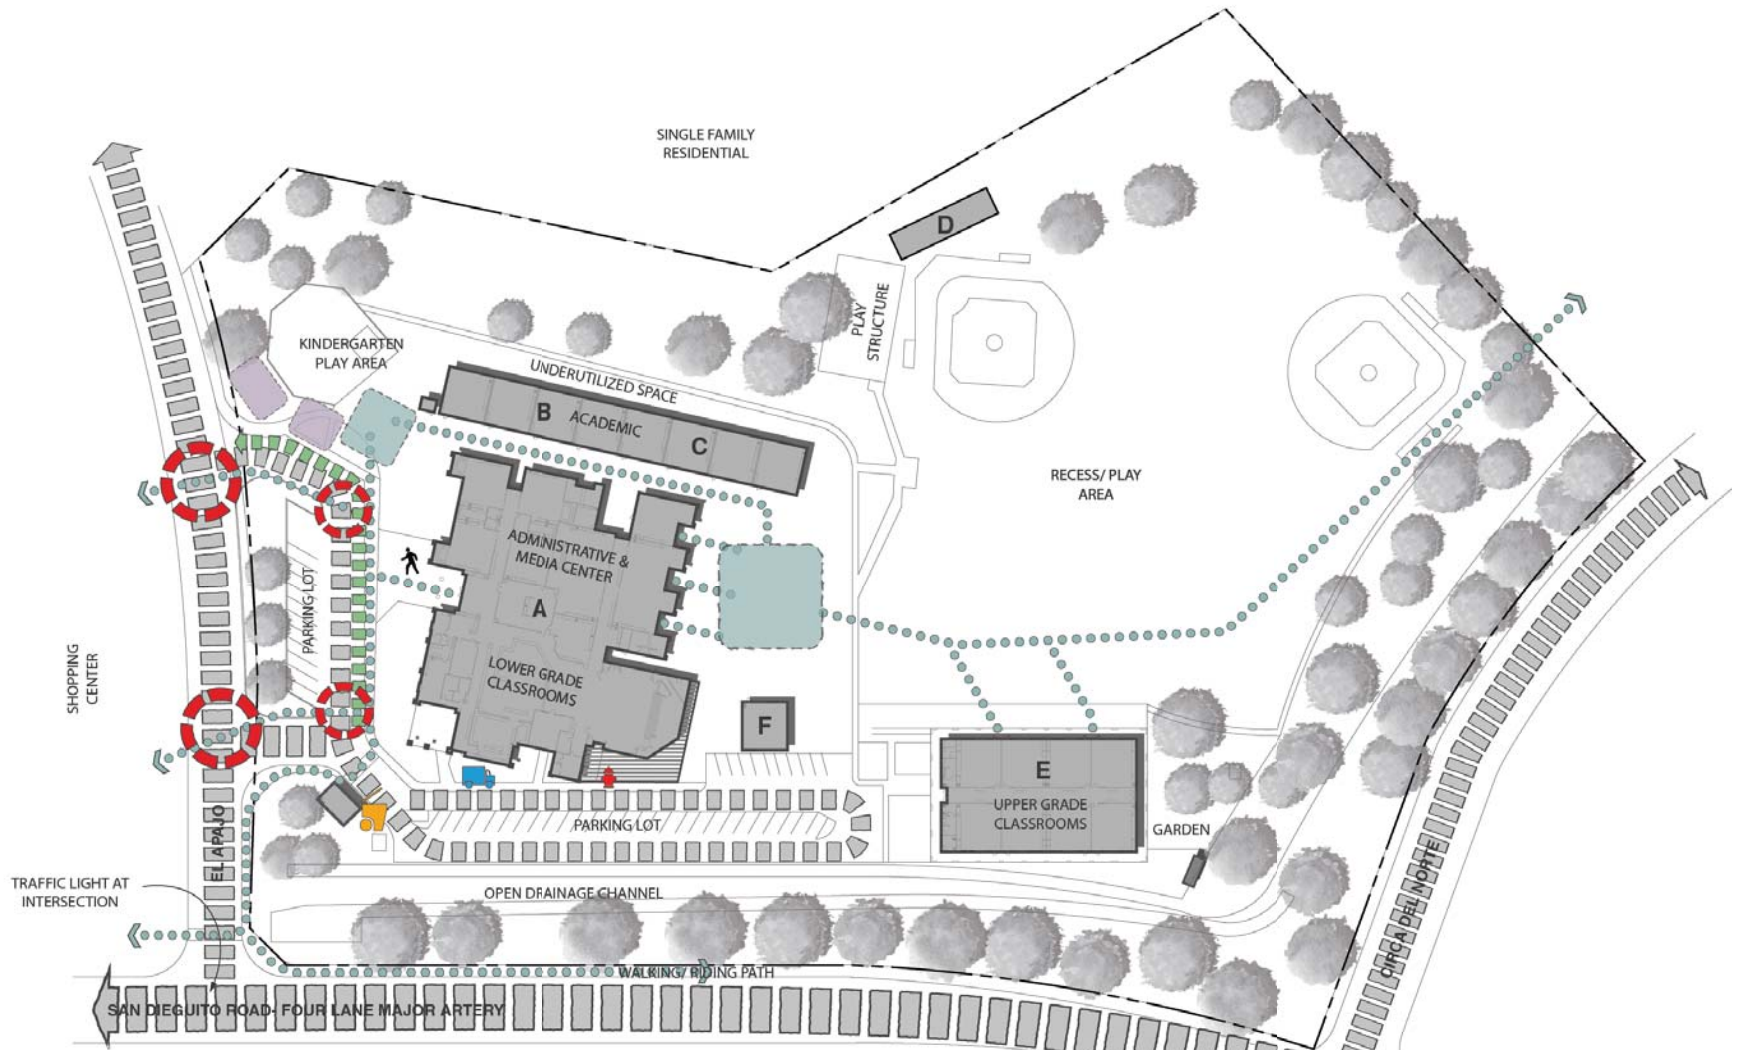 SINGLE FAMILY
RESIDENTIAL
D
PLAY
STRUCTURE
KINDERGARTEN
PLAY AREA
UNDERUTILIZED SPACE
B
ACADEMIC
C
RECESS/ PLAY
AREA
ADMINISTRATIVE &
MEDIA CENTER
A
LOWER GRADE
CLASSROOMS
PARKING LOT
SHOPPING
CENTER
F
E
UPPER GRADE
CLASSROOMS
GARDEN
PARKING LOT
EL APAJO
TRAFFIC LIGHT AT
INTERSECTION
OPEN DRAINAGE CHANNEL
CIRCA DEL NORTE
WALKING/ RIDING PATH
SAN DIEGUITO ROAD- FOUR LANE MAJOR ARTERY